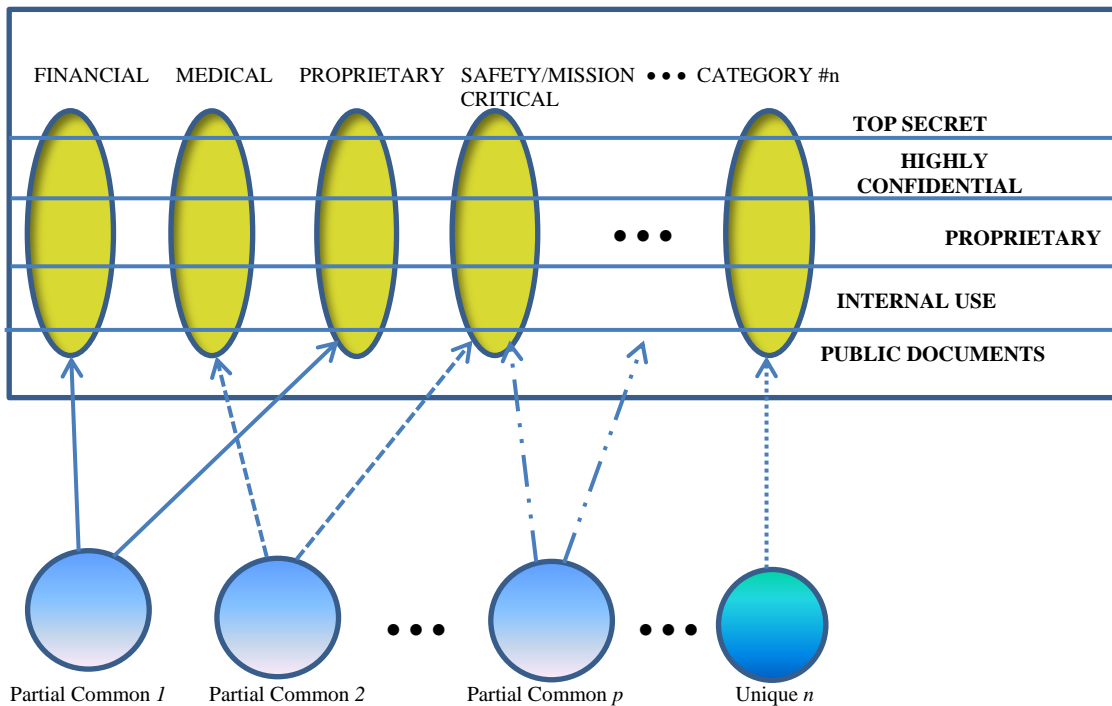 FINANCIAL MEDICAL PROPRIETARY SAFETY/MISSION ••• CATEGORY #n
CRITICAL
TOP SECRET
HIGHLY
CONFIDENTIAL
••• PROPRIETARY
INTERNAL USE
PUBLIC DOCUMENTS
••• •••
Partial Common 1 Partial Common 2 Partial Common p Unique n